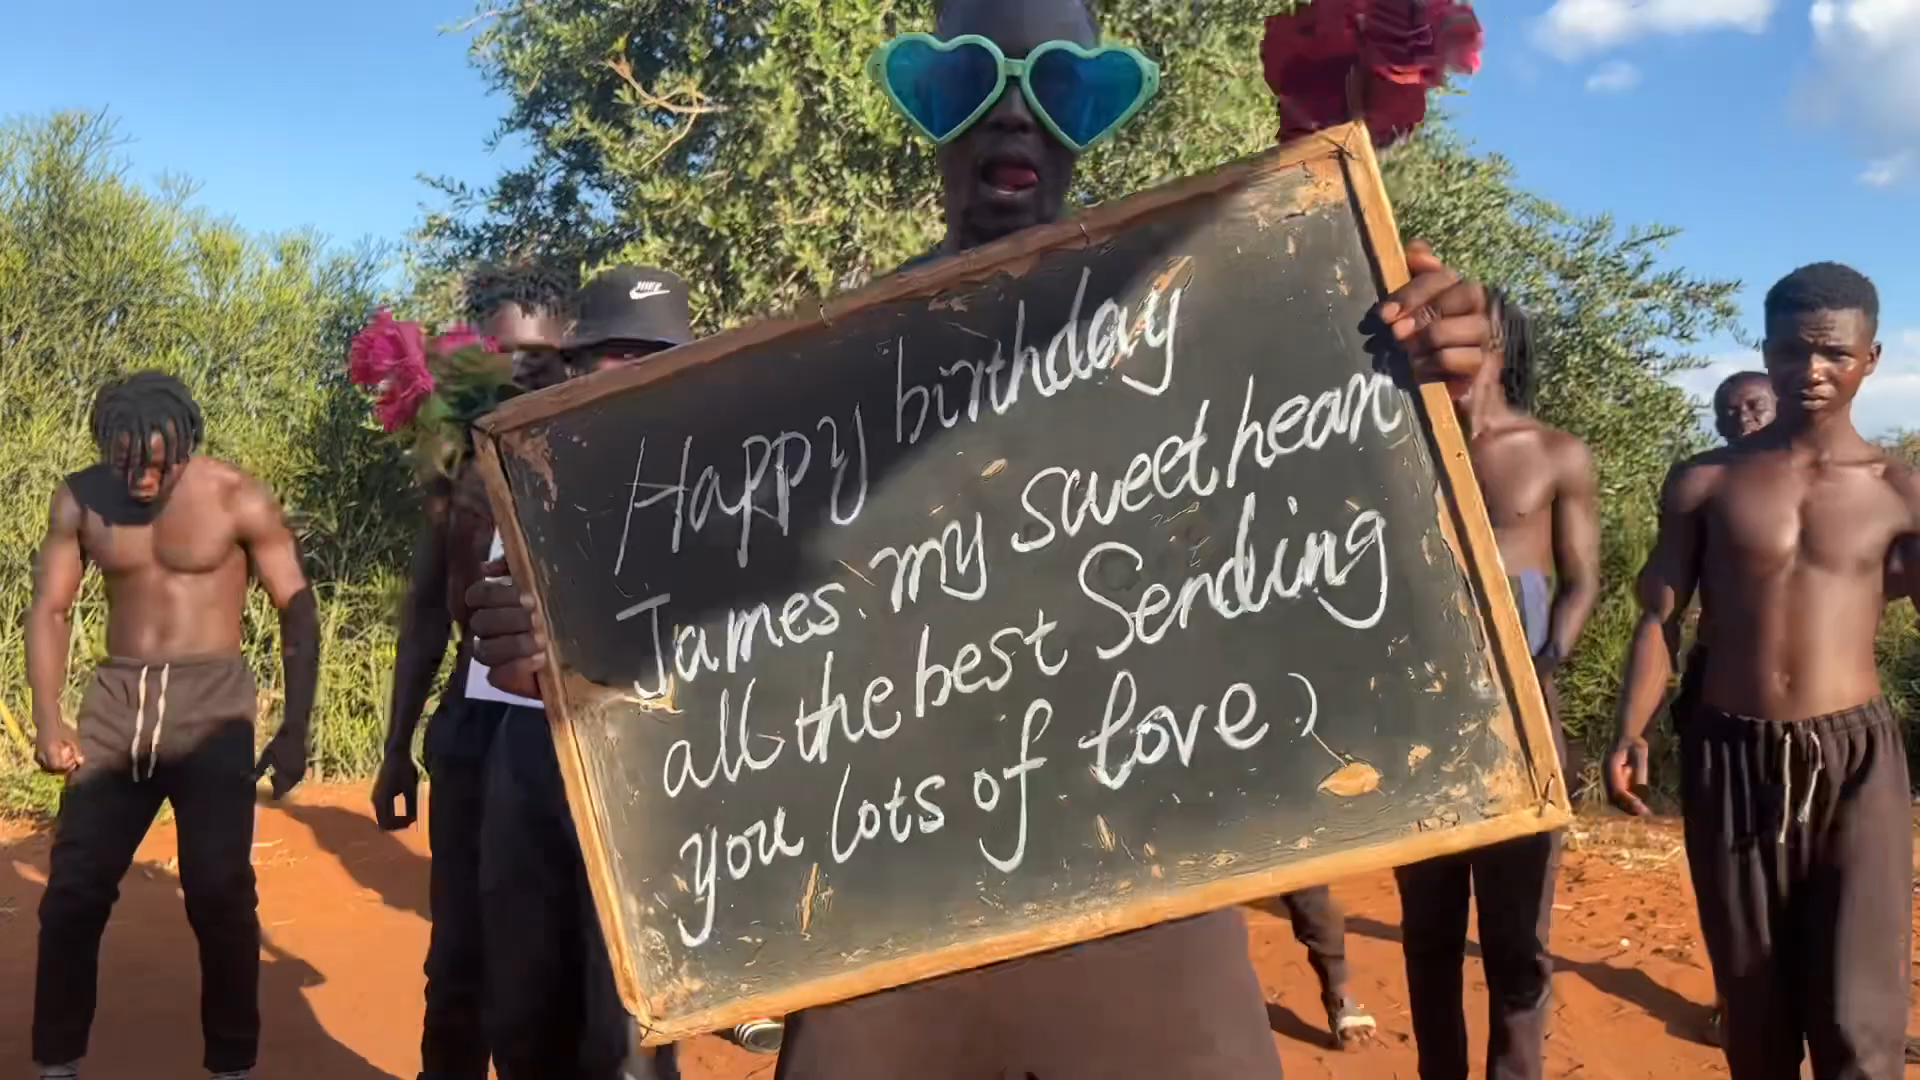 NIKE
Happy birthday
James. my sweetheart
all the best Sending
you lots of love)